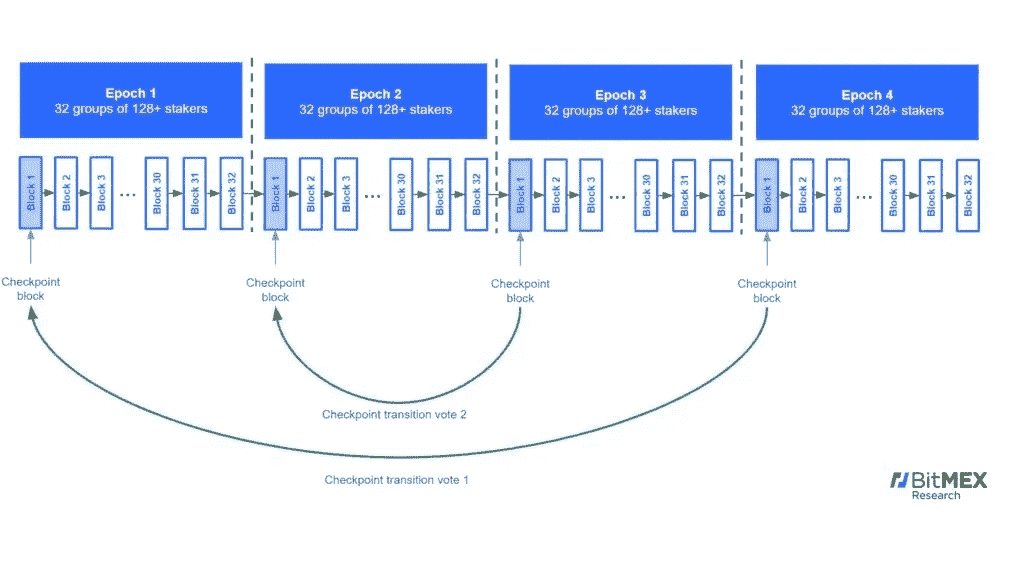 Epoch 1
32 groups of 128+ stakers
Epoch 2
32 groups of 128+ stakers
Epoch 3
32 groups of 128+ stakers
Epoch 4
32 groups of 128+ stakers
Block 1
Block 2
Block 3
...
Block 30
Block 31
Block 32
Block 1
Block 2
Block 3
...
Block 30
Block 31
Block 32
Block 1
Block 2
Block 3
...
Block 30
Block 31
Block 32
Block 1
Block 2
Block 3
...
Block 30
Block 31
Block 32
Checkpoint
block
Checkpoint
block
Checkpoint
block
Checkpoint
block
Checkpoint transition vote 2
Checkpoint transition vote 1
BitMEX
Research